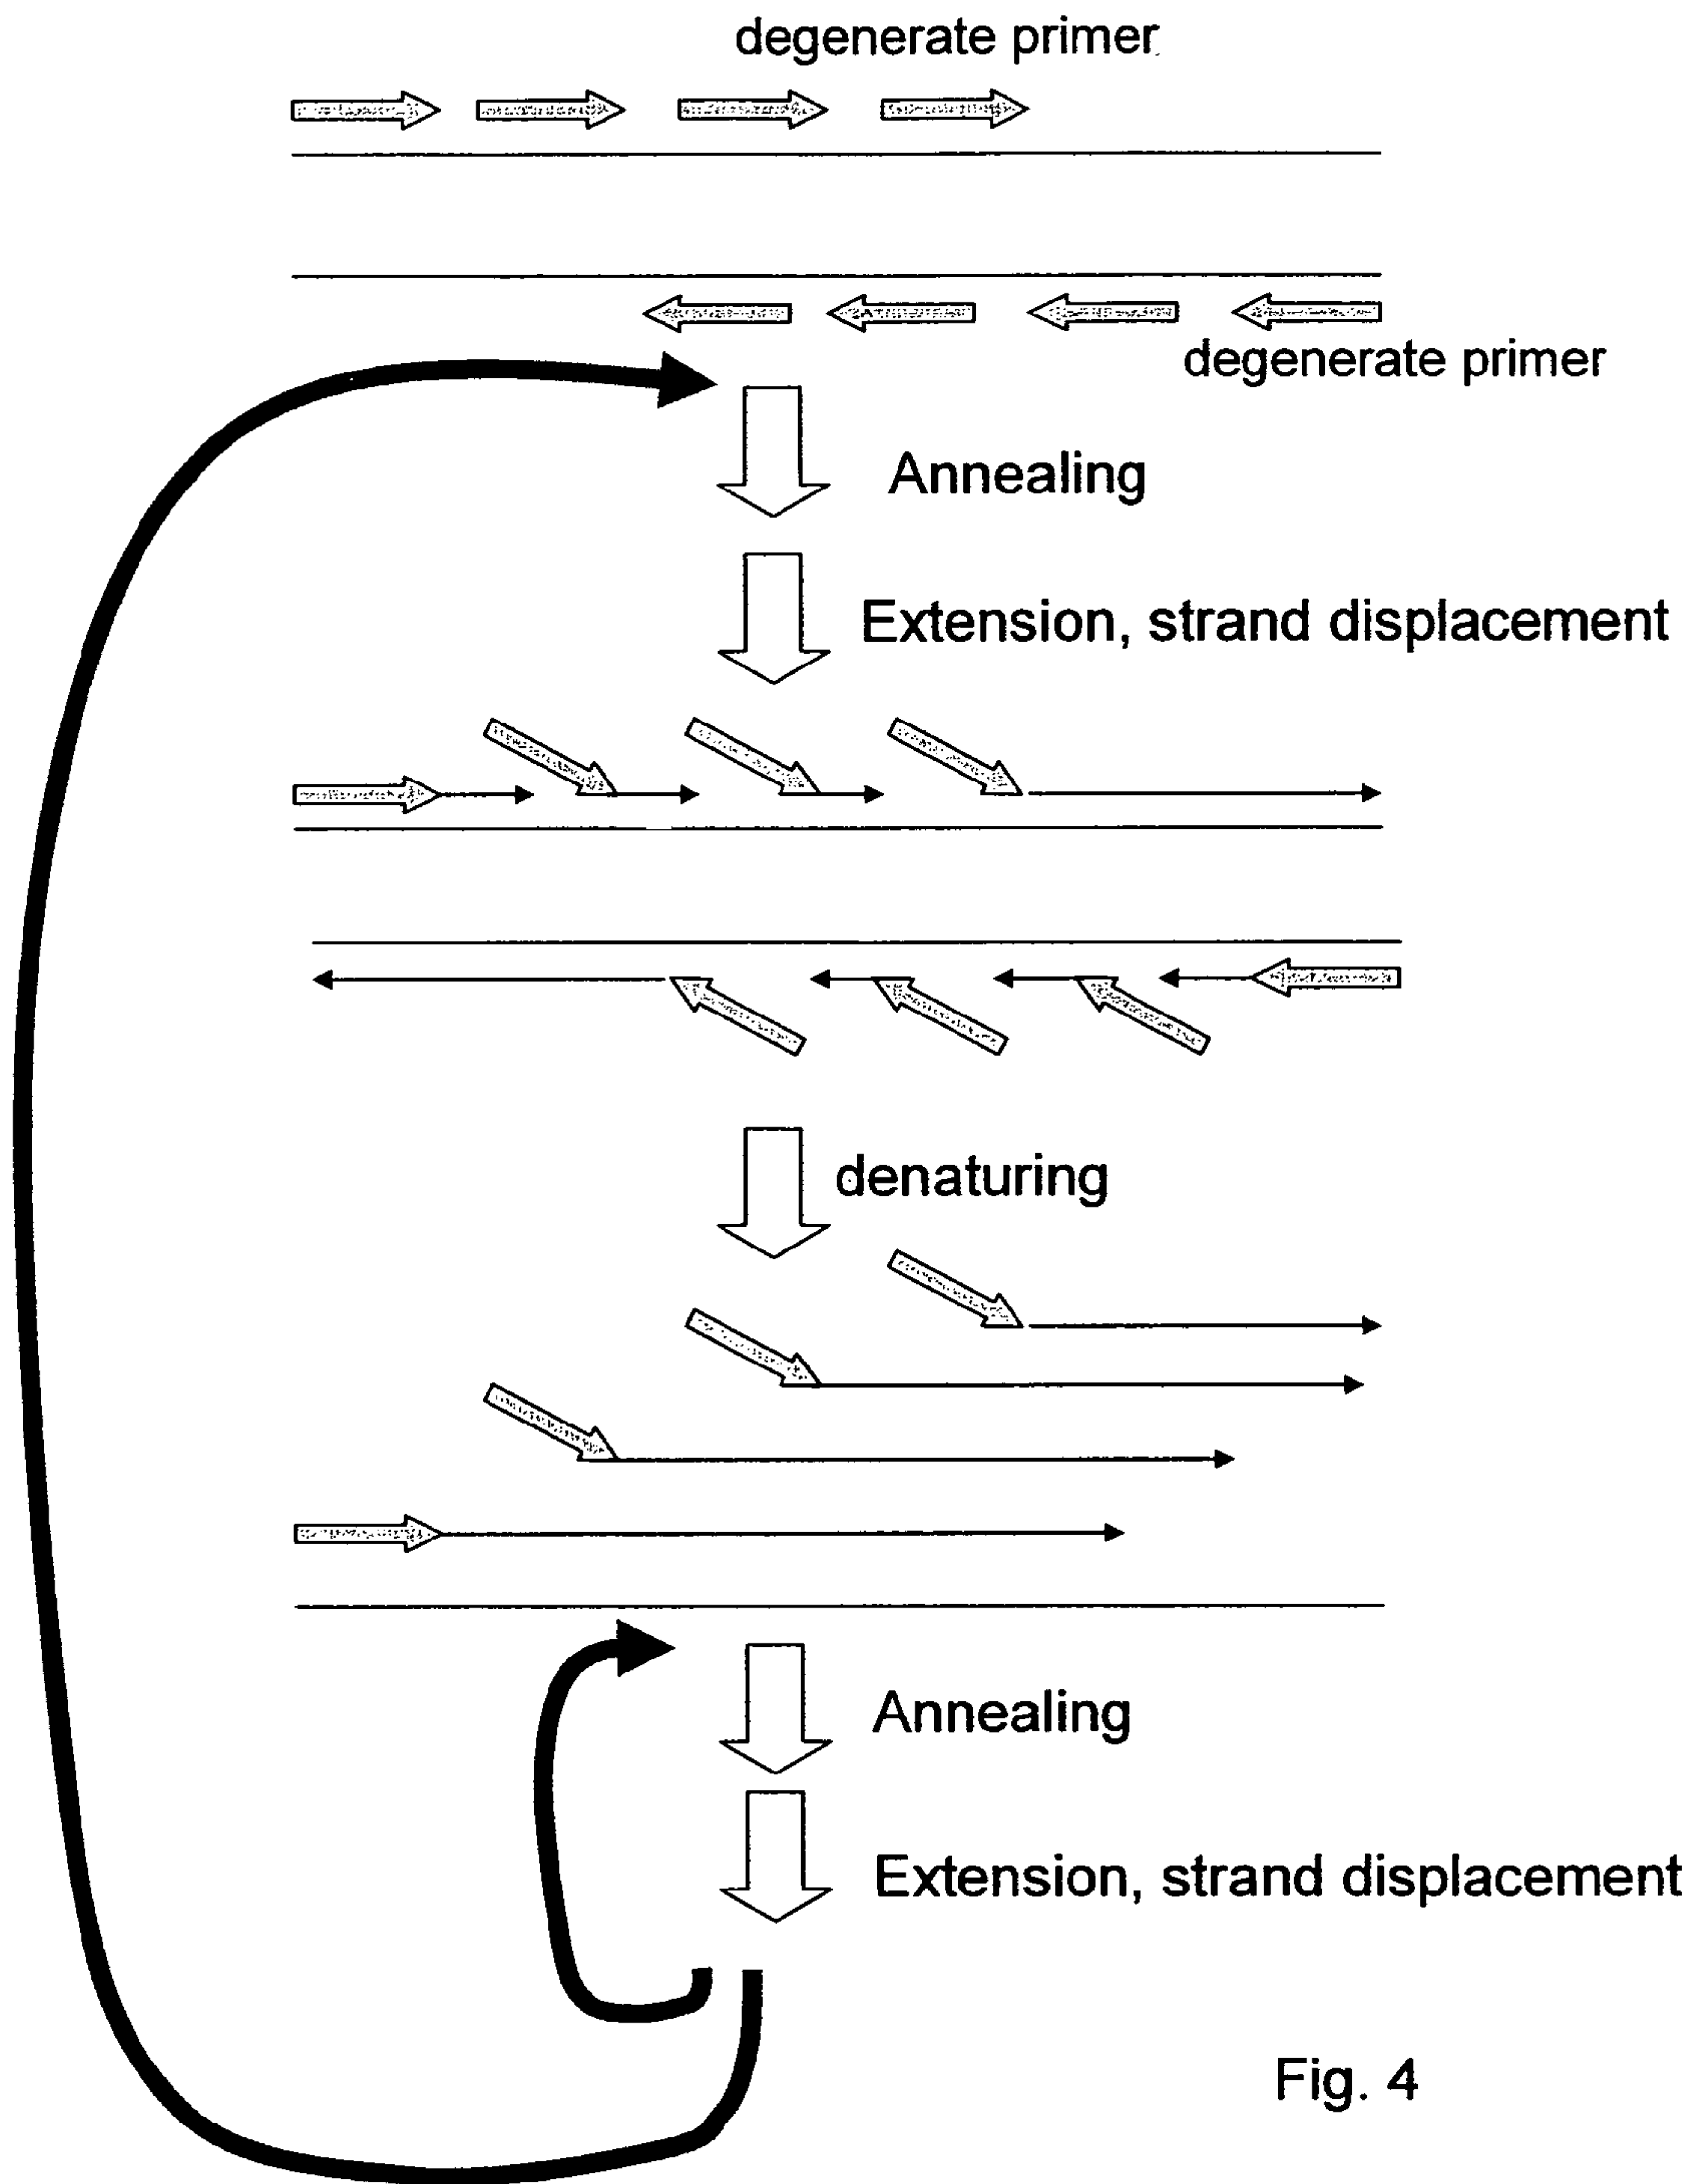 degenerate primer
degenerate primer
Annealing
Extension, strand displacement
denaturing
Annealing
Extension, strand displacement
Fig. 4